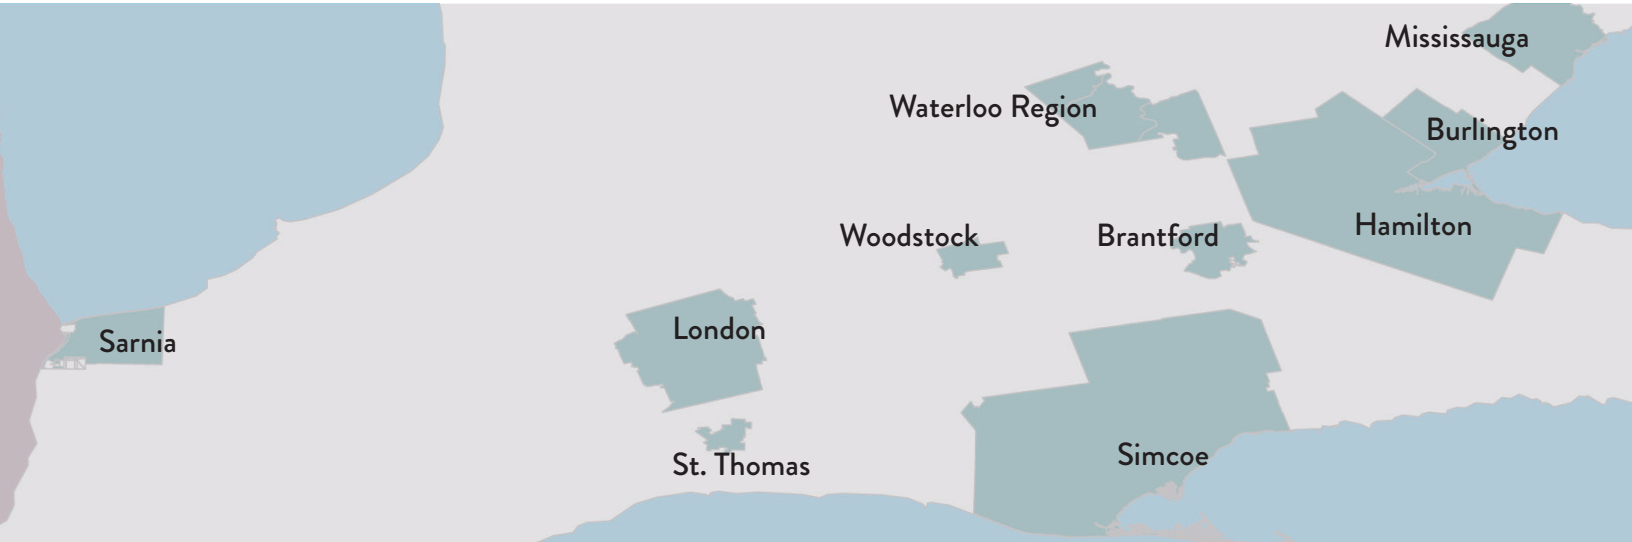 Mississauga
Waterloo Region
Burlington
Hamilton
Woodstock
Brantford
London
Sarnia
Simcoe
St. Thomas